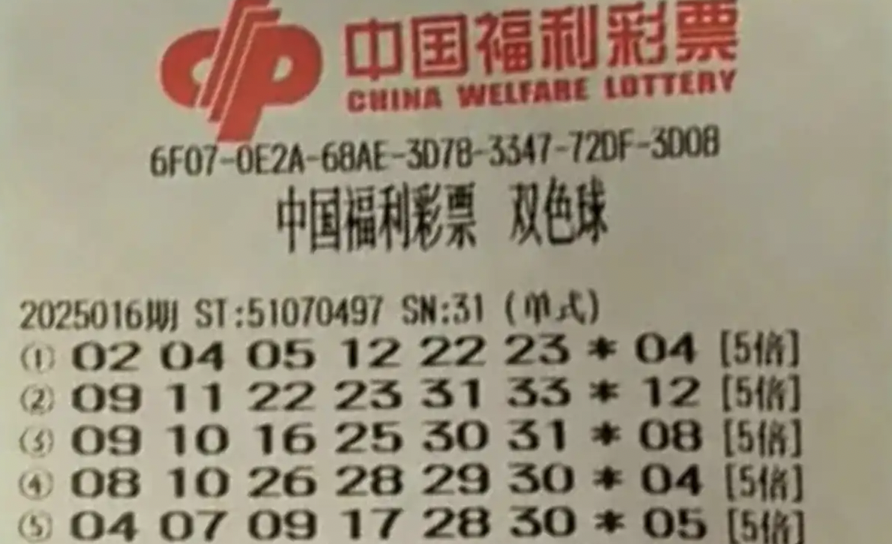 中国福利彩票
CHINA WELFARE LOTTERY
6F07-0E2A-68AE-3D78-3347-72DF-3D08
中国福利彩票 双色球
2025016期 ST:51070497 SN:31 (单式)
① 02 04 05 12 22 23 * 04 [5倍]
② 09 11 22 23 31 33 * 12 [5倍]
③ 09 10 16 25 30 31 * 08 [5倍]
④ 08 10 26 28 29 30 * 04 [5倍]
⑤ 04 07 09 17 28 30 * 05 [5倍]